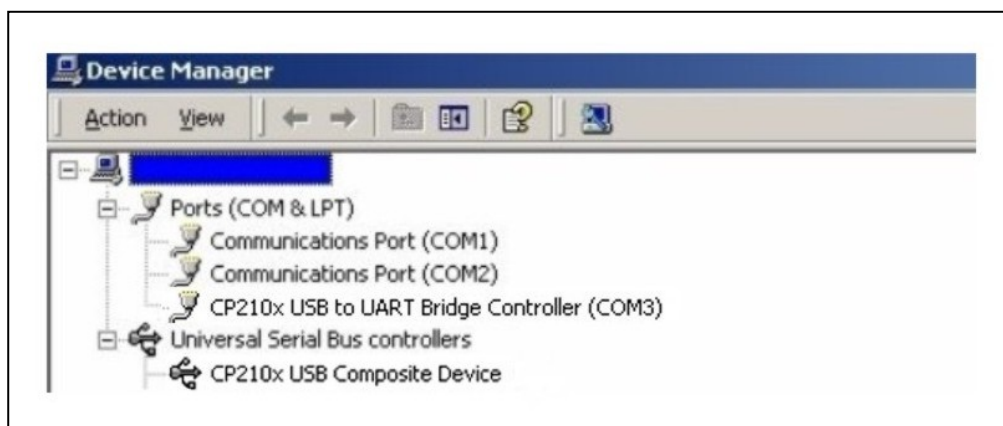 Device Manager
Action View
Ports (COM & LPT)
Communications Port (COM1)
Communications Port (COM2)
CP210x USB to UART Bridge Controller (COM3)
Universal Serial Bus controllers
CP210x USB Composite Device